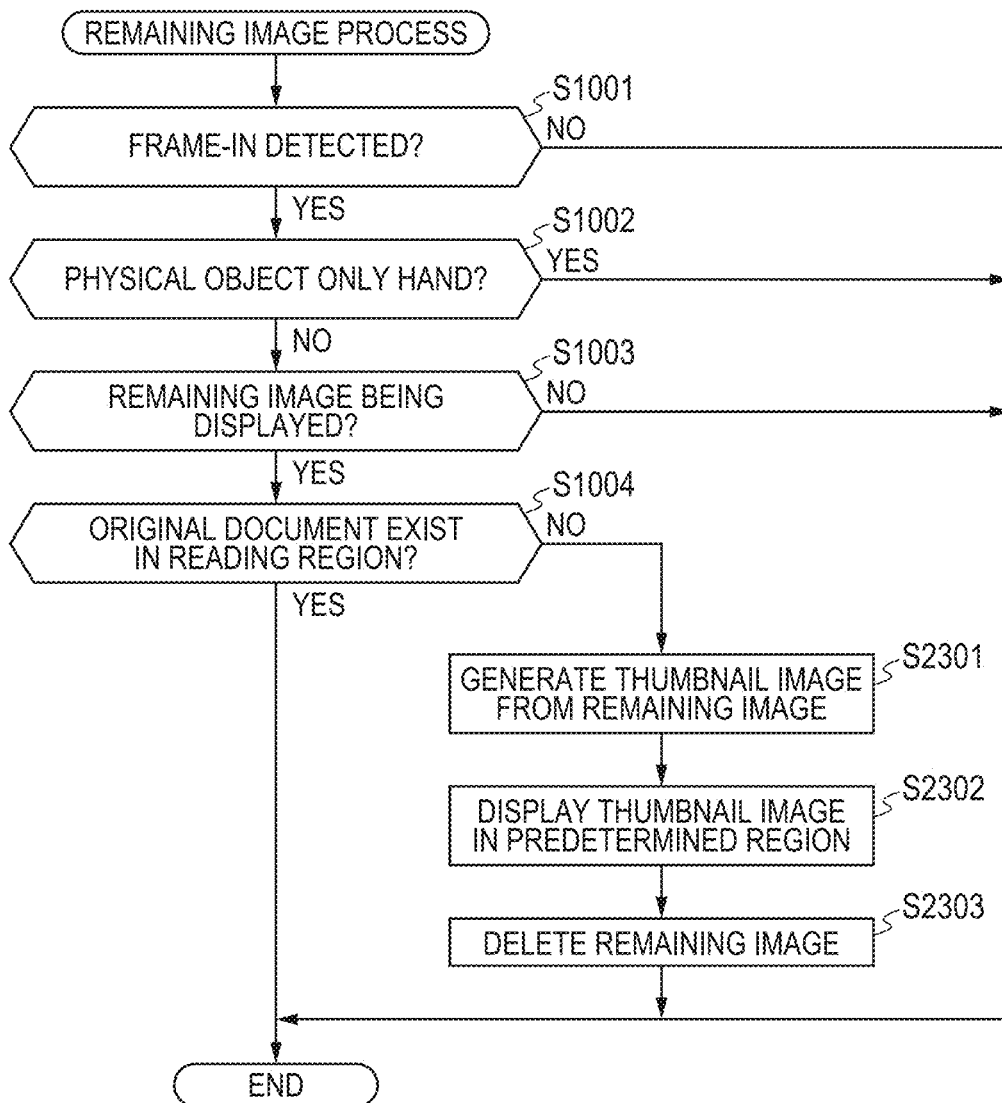 REMAINING IMAGE PROCESS
S1001
FRAME-IN DETECTED?
NO
YES
S1002
PHYSICAL OBJECT ONLY HAND?
YES
NO
S1003
REMAINING IMAGE BEING
DISPLAYED?
NO
YES
S1004
ORIGINAL DOCUMENT EXIST
IN READING REGION?
NO
YES
S2301
GENERATE THUMBNAIL IMAGE
FROM REMAINING IMAGE
S2302
DISPLAY THUMBNAIL IMAGE
IN PREDETERMINED REGION
S2303
DELETE REMAINING IMAGE
END